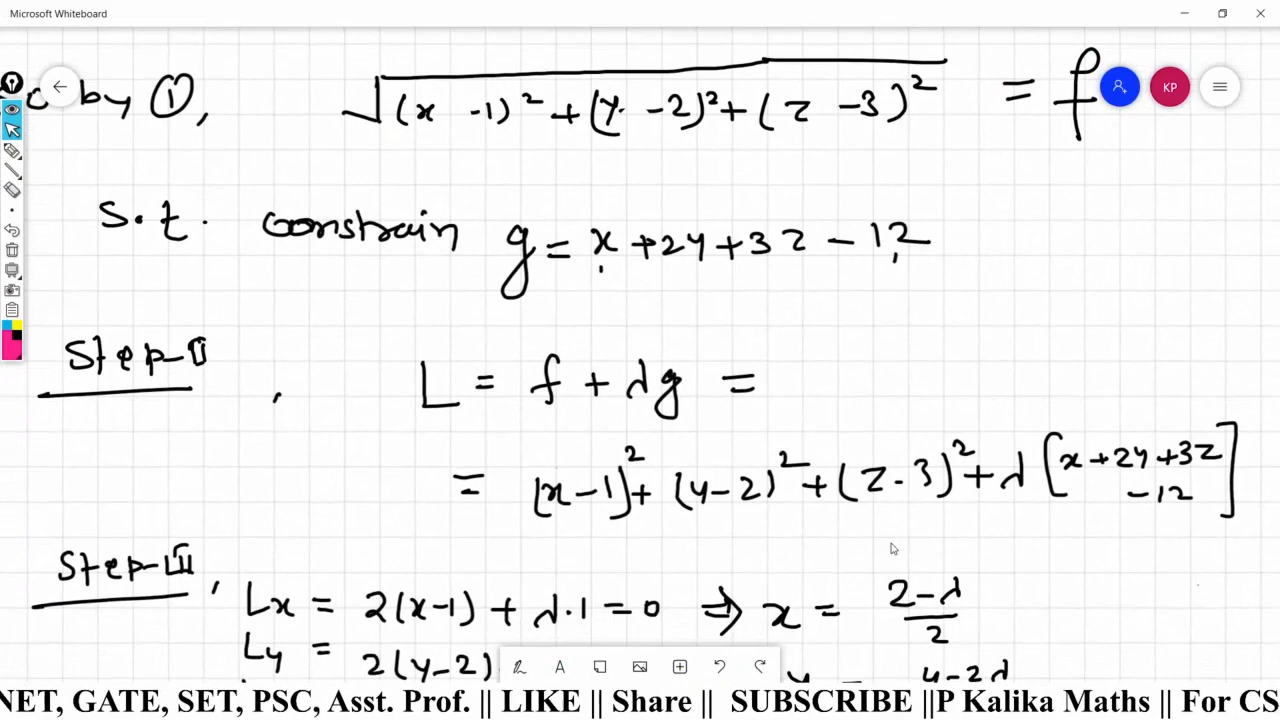 Microsoft Whiteboard
by ①, √((x -1)² + (y -2)² + (z -3)²) = f
KP
S.t. constrain g = x + 2y + 3z - 12
Step-II, L = f + λg =
= (x-1)² + (y-2)² + (z-3)² + λ [x + 2y + 3z
-12]
Step-III, Lx = 2(x-1) + λ·1 = 0 ⇒ x = (2-λ)/2
Ly = 2(y-2)
4-2λ
NET, GATE, SET, PSC, Asst. Prof. || LIKE || Share || SUBSCRIBE ||P Kalika Maths || For CS